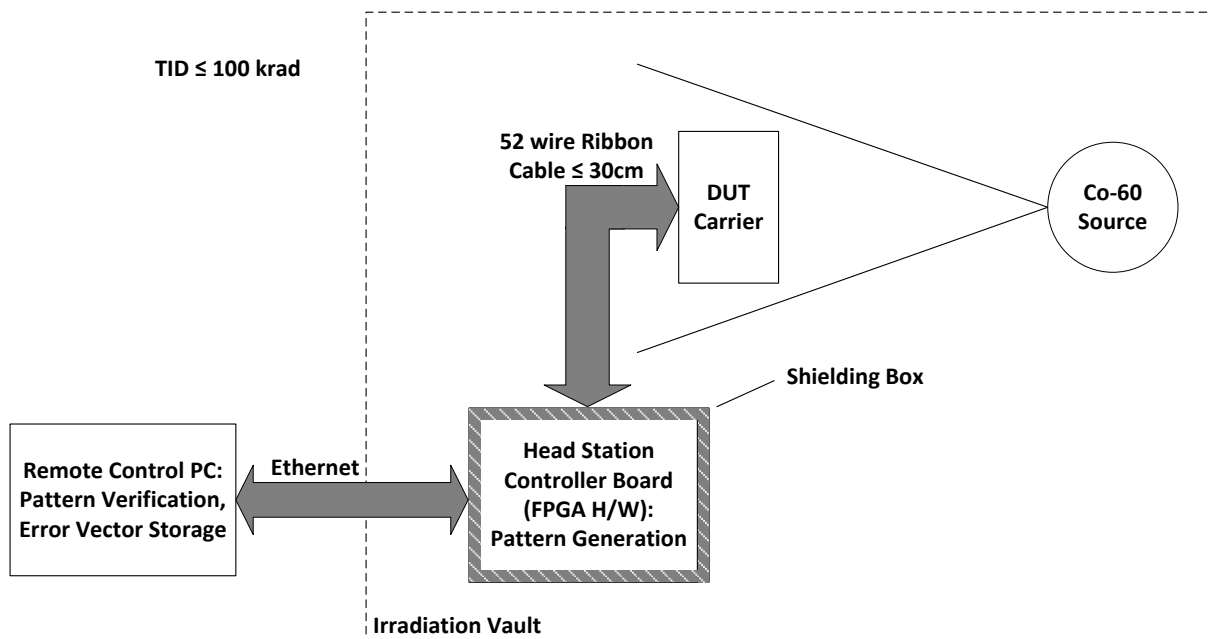 TID ≤ 100 krad
52 wire Ribbon
Cable ≤ 30cm
DUT
Carrier
Co-60
Source
Shielding Box
Remote Control PC:
Pattern Verification,
Error Vector Storage
Ethernet
Head Station
Controller Board
(FPGA H/W):
Pattern Generation
Irradiation Vault